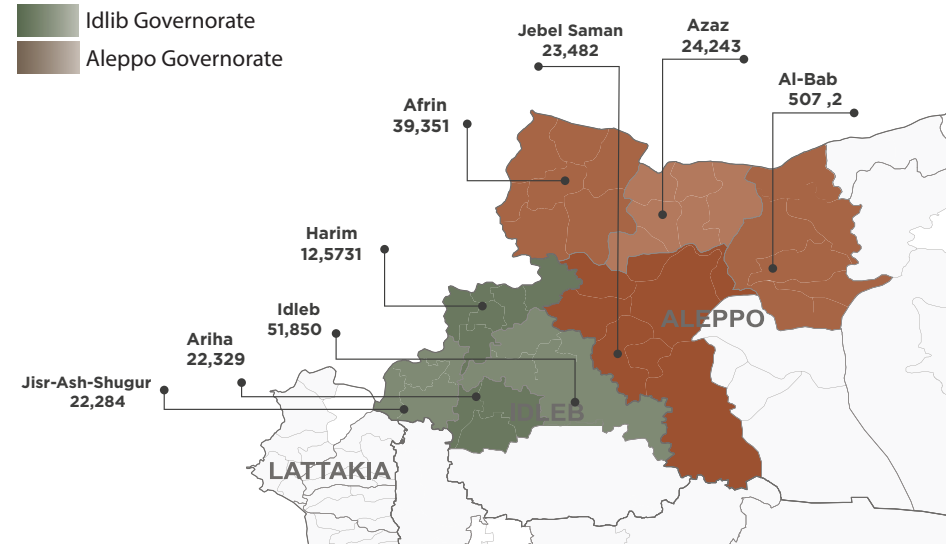 Idlib Governorate
Aleppo Governorate
Jebel Saman
23,482
Azaz
24,243
Al-Bab
507 ,2
Afrin
39,351
Harim
12,5731
Idleb
51,850
Ariha
22,329
Jisr-Ash-Shugur
22,284
ALEPPO
IDLEB
LATTAKIA